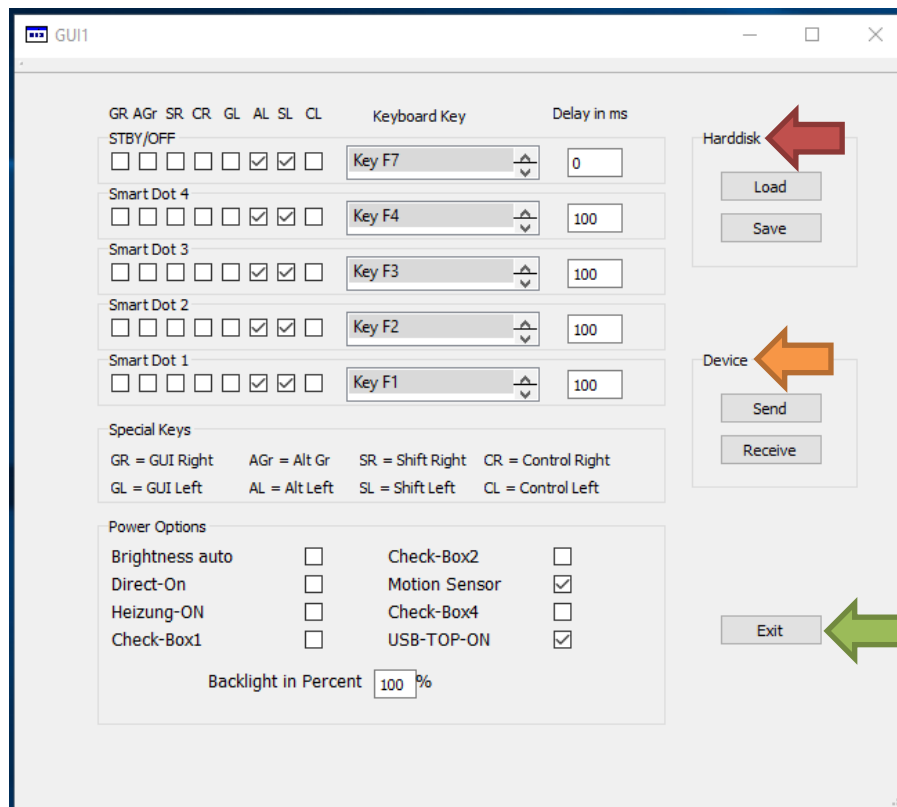 GUI1
GR AGr SR CR GL AL SL CL Keyboard Key Delay in ms
STBY/OFF
Key F7 0
Smart Dot 4
Key F4 100
Smart Dot 3
Key F3 100
Smart Dot 2
Key F2 100
Smart Dot 1
Key F1 100
Special Keys
GR = GUI Right AGr = Alt Gr SR = Shift Right CR = Control Right
GL = GUI Left AL = Alt Left SL = Shift Left CL = Control Left
Power Options
Brightness auto Check-Box2
Direct-On Motion Sensor
Heizung-ON Check-Box4
Check-Box1 USB-TOP-ON
Backlight in Percent 100 %
Harddisk
Load
Save
Device
Send
Receive
Exit